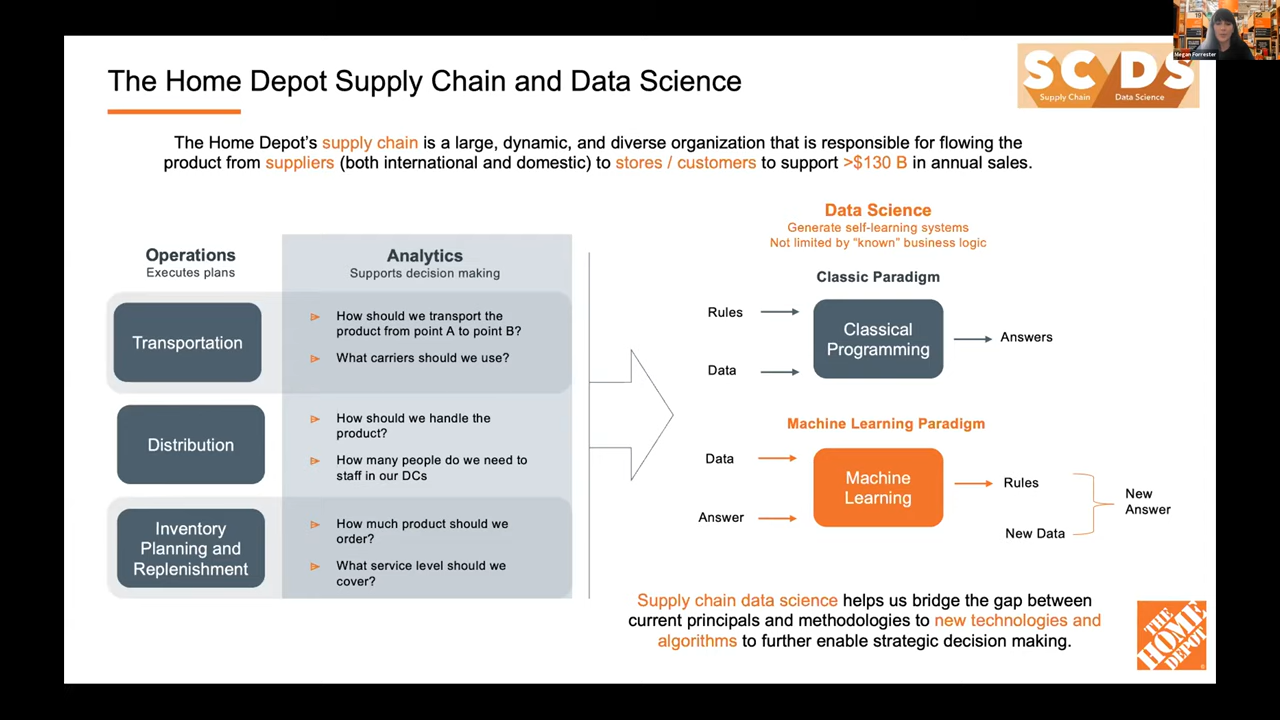 The Home Depot Supply Chain and Data Science
SC DS
Supply Chain Data Science
Megan Forrester
The Home Depot's supply chain is a large, dynamic, and diverse organization that is responsible for flowing the
product from suppliers (both international and domestic) to stores / customers to support >$130 B in annual sales.
Operations
Executes plans
Analytics
Supports decision making
Transportation
How should we transport the
product from point A to point B?
What carriers should we use?
Distribution
How should we handle the
product?
How many people do we need to
staff in our DCs
Inventory
Planning and
Replenishment
How much product should we
order?
What service level should we
cover?
Data Science
Generate self-learning systems
Not limited by "known" business logic
Classic Paradigm
Rules
Data
Classical
Programming
Answers
Machine Learning Paradigm
Data
Answer
Machine
Learning
Rules
New Data
New
Answer
Supply chain data science helps us bridge the gap between
current principals and methodologies to new technologies and
algorithms to further enable strategic decision making.
THE
HOME
DEPOT